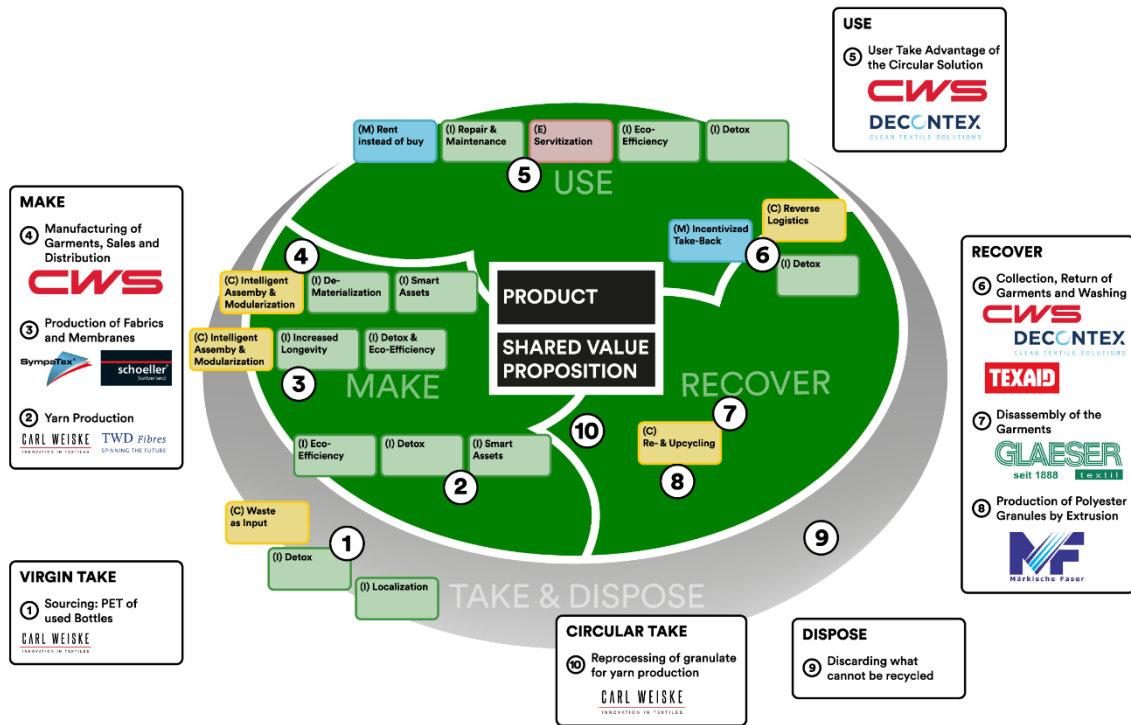 USE
5 User Take Advantage of
the Circular Solution
CWS
DECONTEX
CLEAN TEXTILE SOLUTIONS
(M) Rent
instead of buy
(I) Repair &
Maintenance
(E)
Servitization
(I) Eco-
Efficiency
(I) Detox
5
USE
MAKE
4 Manufacturing of
Garments, Sales and
Distribution
CWS
3 Production of Fabrics
and Membranes
SYMPATEX
schoeller
Switzerland
2 Yarn Production
CARL WEISKE
INNOVATION IN TEXTILES
TWD Fibres
SPINNING THE FUTURE
(C) Reverse
Logistics
(M) Incentivized
Take-Back
6
(I) Detox
4
(C) Intelligent
Assemby &
Modularization
(I) De-
Materialization
(I) Smart
Assets
(C) Intelligent
Assemby &
Modularization
(I) Increased
Longevity
(I) Detox &
Eco-Efficiency
3
MAKE
PRODUCT
SHARED VALUE
PROPOSITION
RECOVER
7
10
(C)
Re- & Upcycling
8
(I) Eco-
Efficiency
(I) Detox
(I) Smart
Assets
2
(C) Waste
as Input
1
(I) Detox
(I) Localization
9
TAKE & DISPOSE
RECOVER
6 Collection, Return of
Garments and Washing
CWS
DECONTEX
CLEAN TEXTILE SOLUTIONS
TEXAID
7 Disassembly of the
Garments
GLAESER
seit 1888 textil
8 Production of Polyester
Granules by Extrusion
MF
Märkische Faser
VIRGIN TAKE
1 Sourcing: PET of
used Bottles
CARL WEISKE
INNOVATION IN TEXTILES
CIRCULAR TAKE
10 Reprocessing of granulate
for yarn production
CARL WEISKE
INNOVATION IN TEXTILES
DISPOSE
9 Discarding what
cannot be recycled